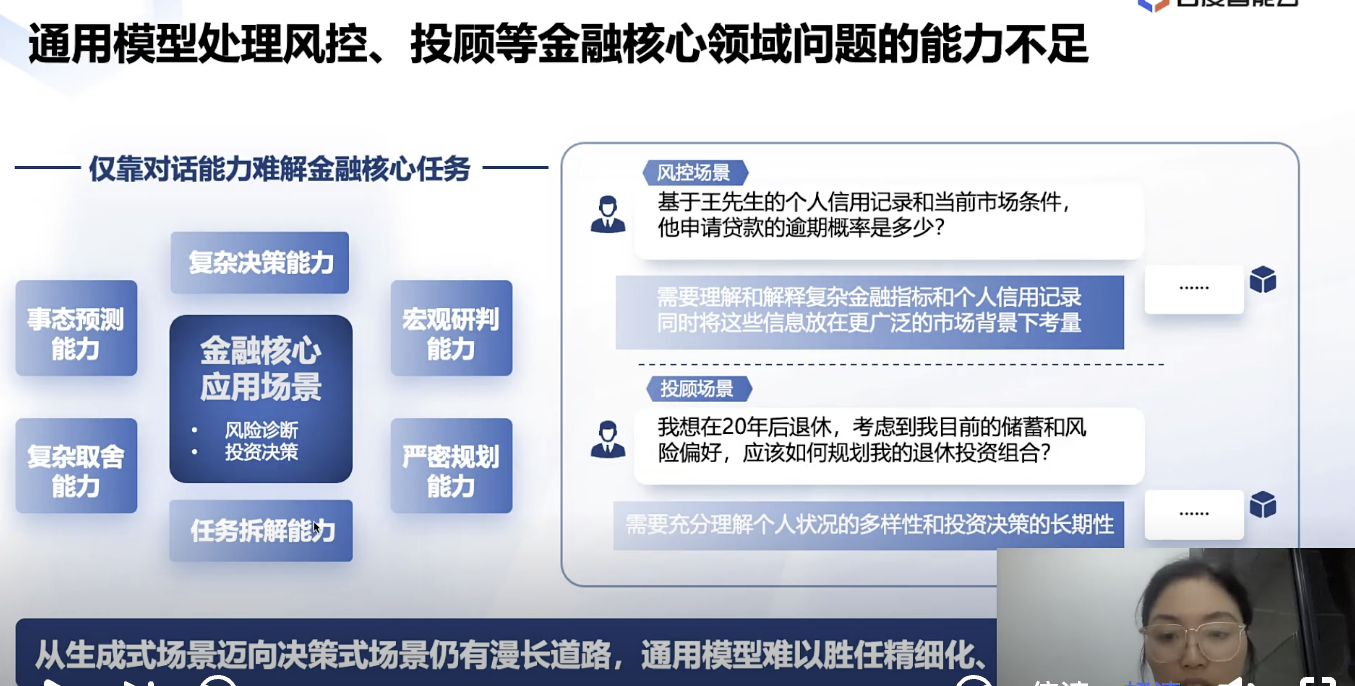 通用模型处理风控、投顾等金融核心领域问题的能力不足
仅靠对话能力难解金融核心任务
复杂决策能力
事态预测
能力
宏观研判
能力
金融核心
应用场景
• 风险诊断
• 投资决策
复杂取舍
能力
严密规划
能力
任务拆解能力
风控场景
基于王先生的个人信用记录和当前市场条件，
他申请贷款的逾期概率是多少？
......
需要理解和解释复杂金融指标和个人信用记录
同时将这些信息放在更广泛的市场背景下考量
投顾场景
我想在20年后退休，考虑到我目前的储蓄和风
险偏好，应该如何规划我的退休投资组合？
......
需要充分理解个人状况的多样性和投资决策的长期性
从生成式场景迈向决策式场景仍有漫长道路，通用模型难以胜任精细化、